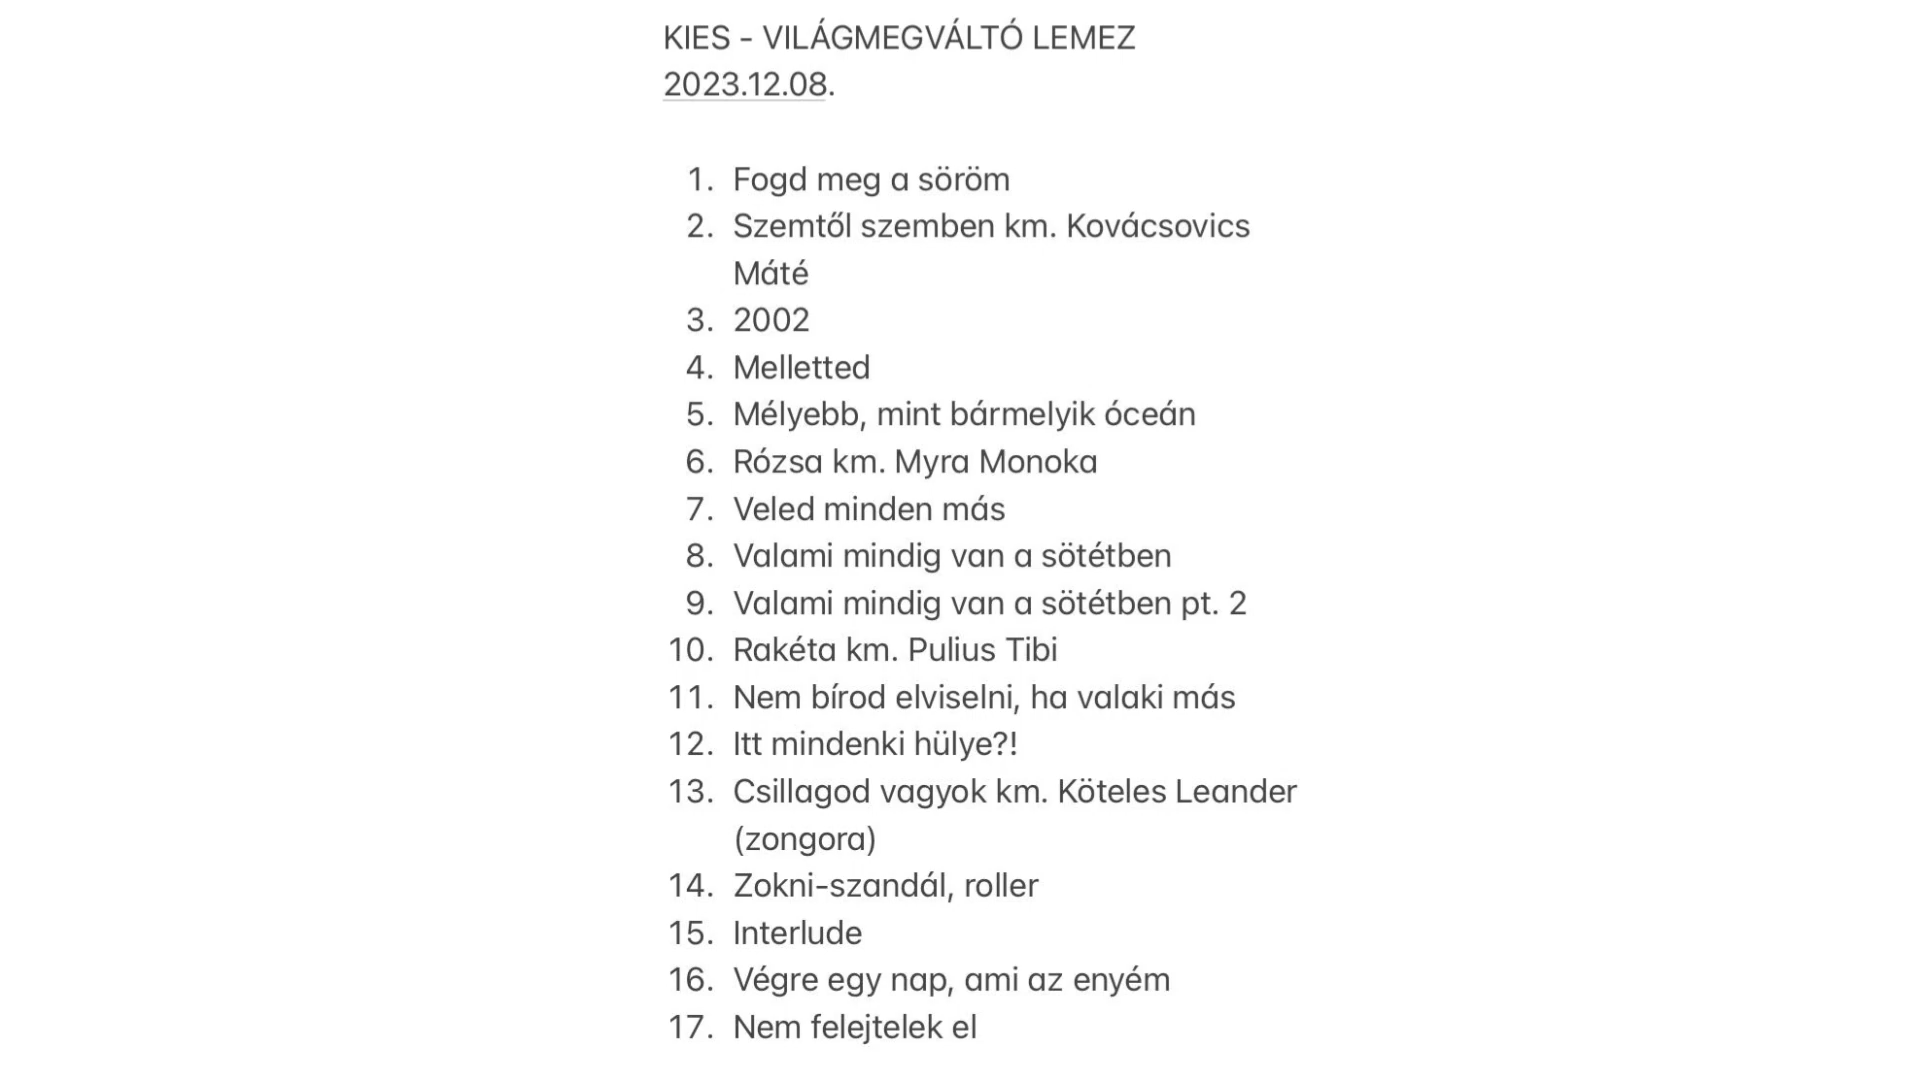 KIES - VILÁGMEGVÁLTÓ LEMEZ
2023.12.08.
1. Fogd meg a söröm
2. Szemtől szemben km. Kovácsovics
Máté
3. 2002
4. Melletted
5. Mélyebb, mint bármelyik óceán
6. Rózsa km. Myra Monoka
7. Veled minden más
8. Valami mindig van a sötétben
9. Valami mindig van a sötétben pt. 2
10. Rakéta km. Pulius Tibi
11. Nem bírod elviselni, ha valaki más
12. Itt mindenki hülye?!
13. Csillagod vagyok km. Köteles Leander
(zongora)
14. Zokni-szandál, roller
15. Interlude
16. Végre egy nap, ami az enyém
17. Nem felejtelek el